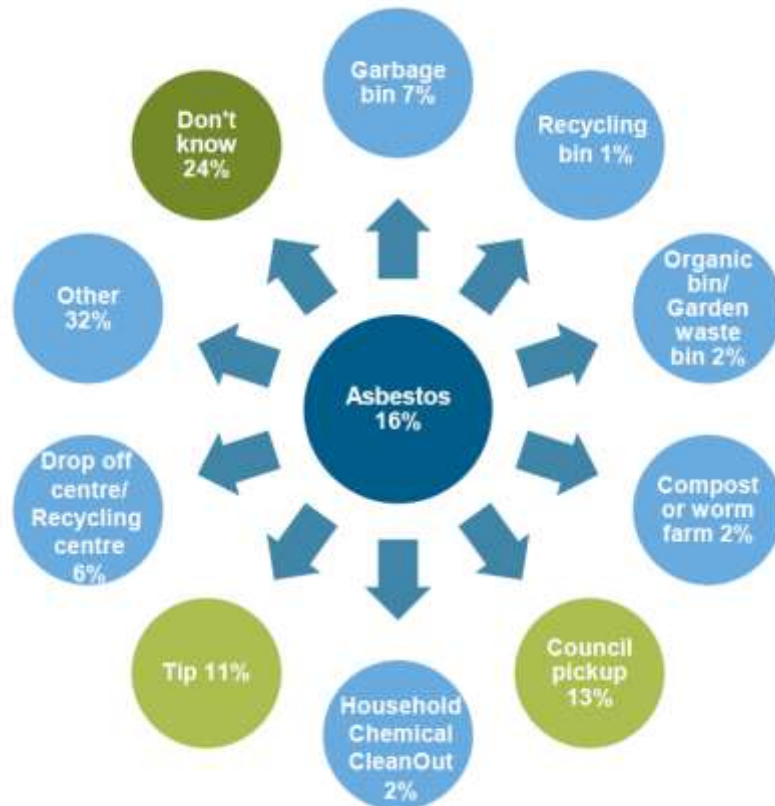 Garbage
bin 7%
Recycling
bin 1%
Organic
bin/
Garden
waste
bin 2%
Compost
or worm
farm 2%
Council
pickup
13%
Household
Chemical
CleanOut
2%
Tip 11%
Drop off
centre/
Recycling
centre
6%
Other
32%
Don't
know
24%
Asbestos
16%